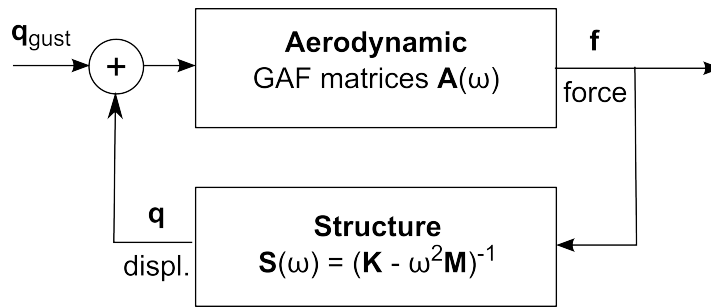 q_gust
+
Aerodynamic
GAF matrices A(ω)
f
force
q
displ.
Structure
S(ω) = (K - ω²M)⁻¹